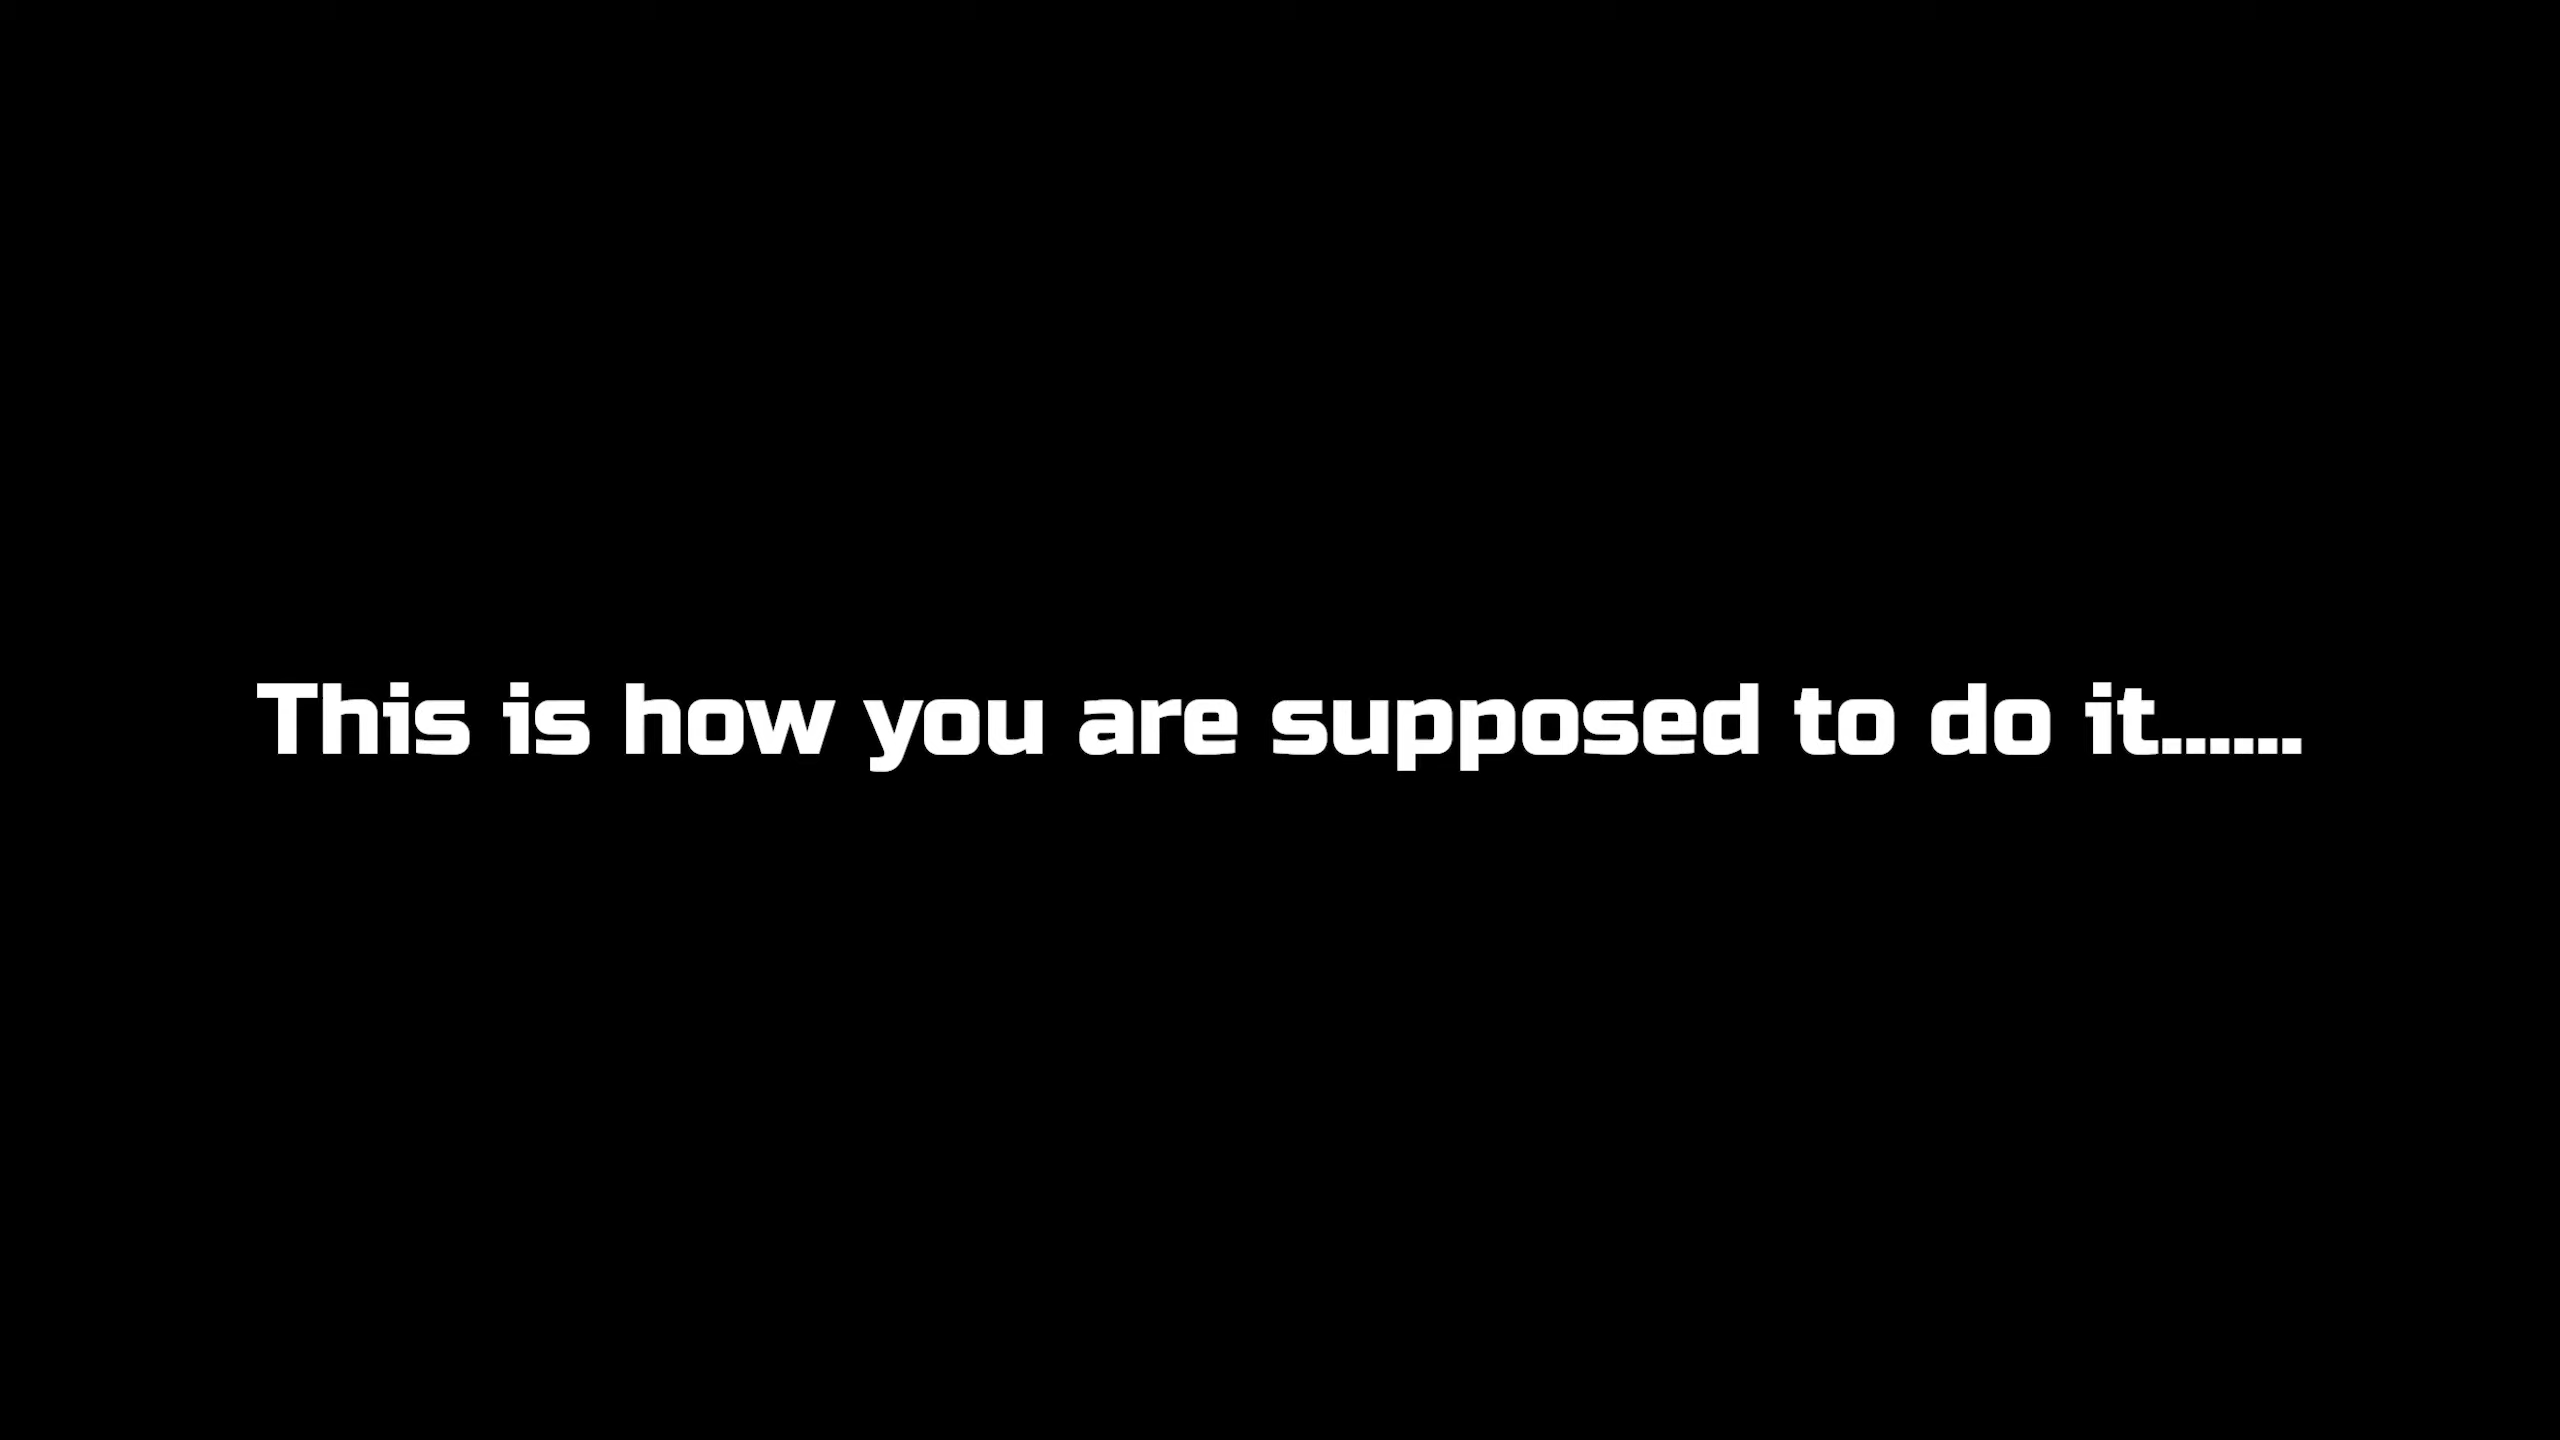 This is how you are supposed to do it......